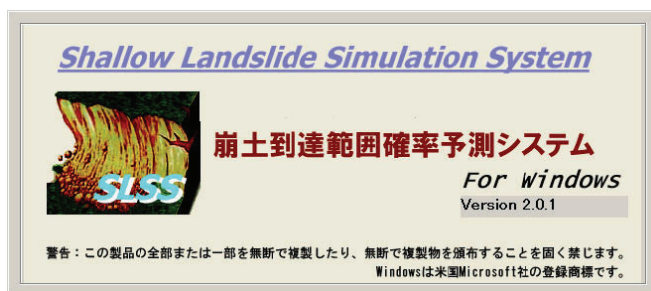 Shallow Landslide Simulation System
崩土到達範囲確率予測システム
SLSS
For Windows
Version 2.0.1
警告：この製品の全部または一部を無断で複製したり、無断で複製物を頒布することを固く禁じます。
Windowsは米国Microsoft社の登録商標です。